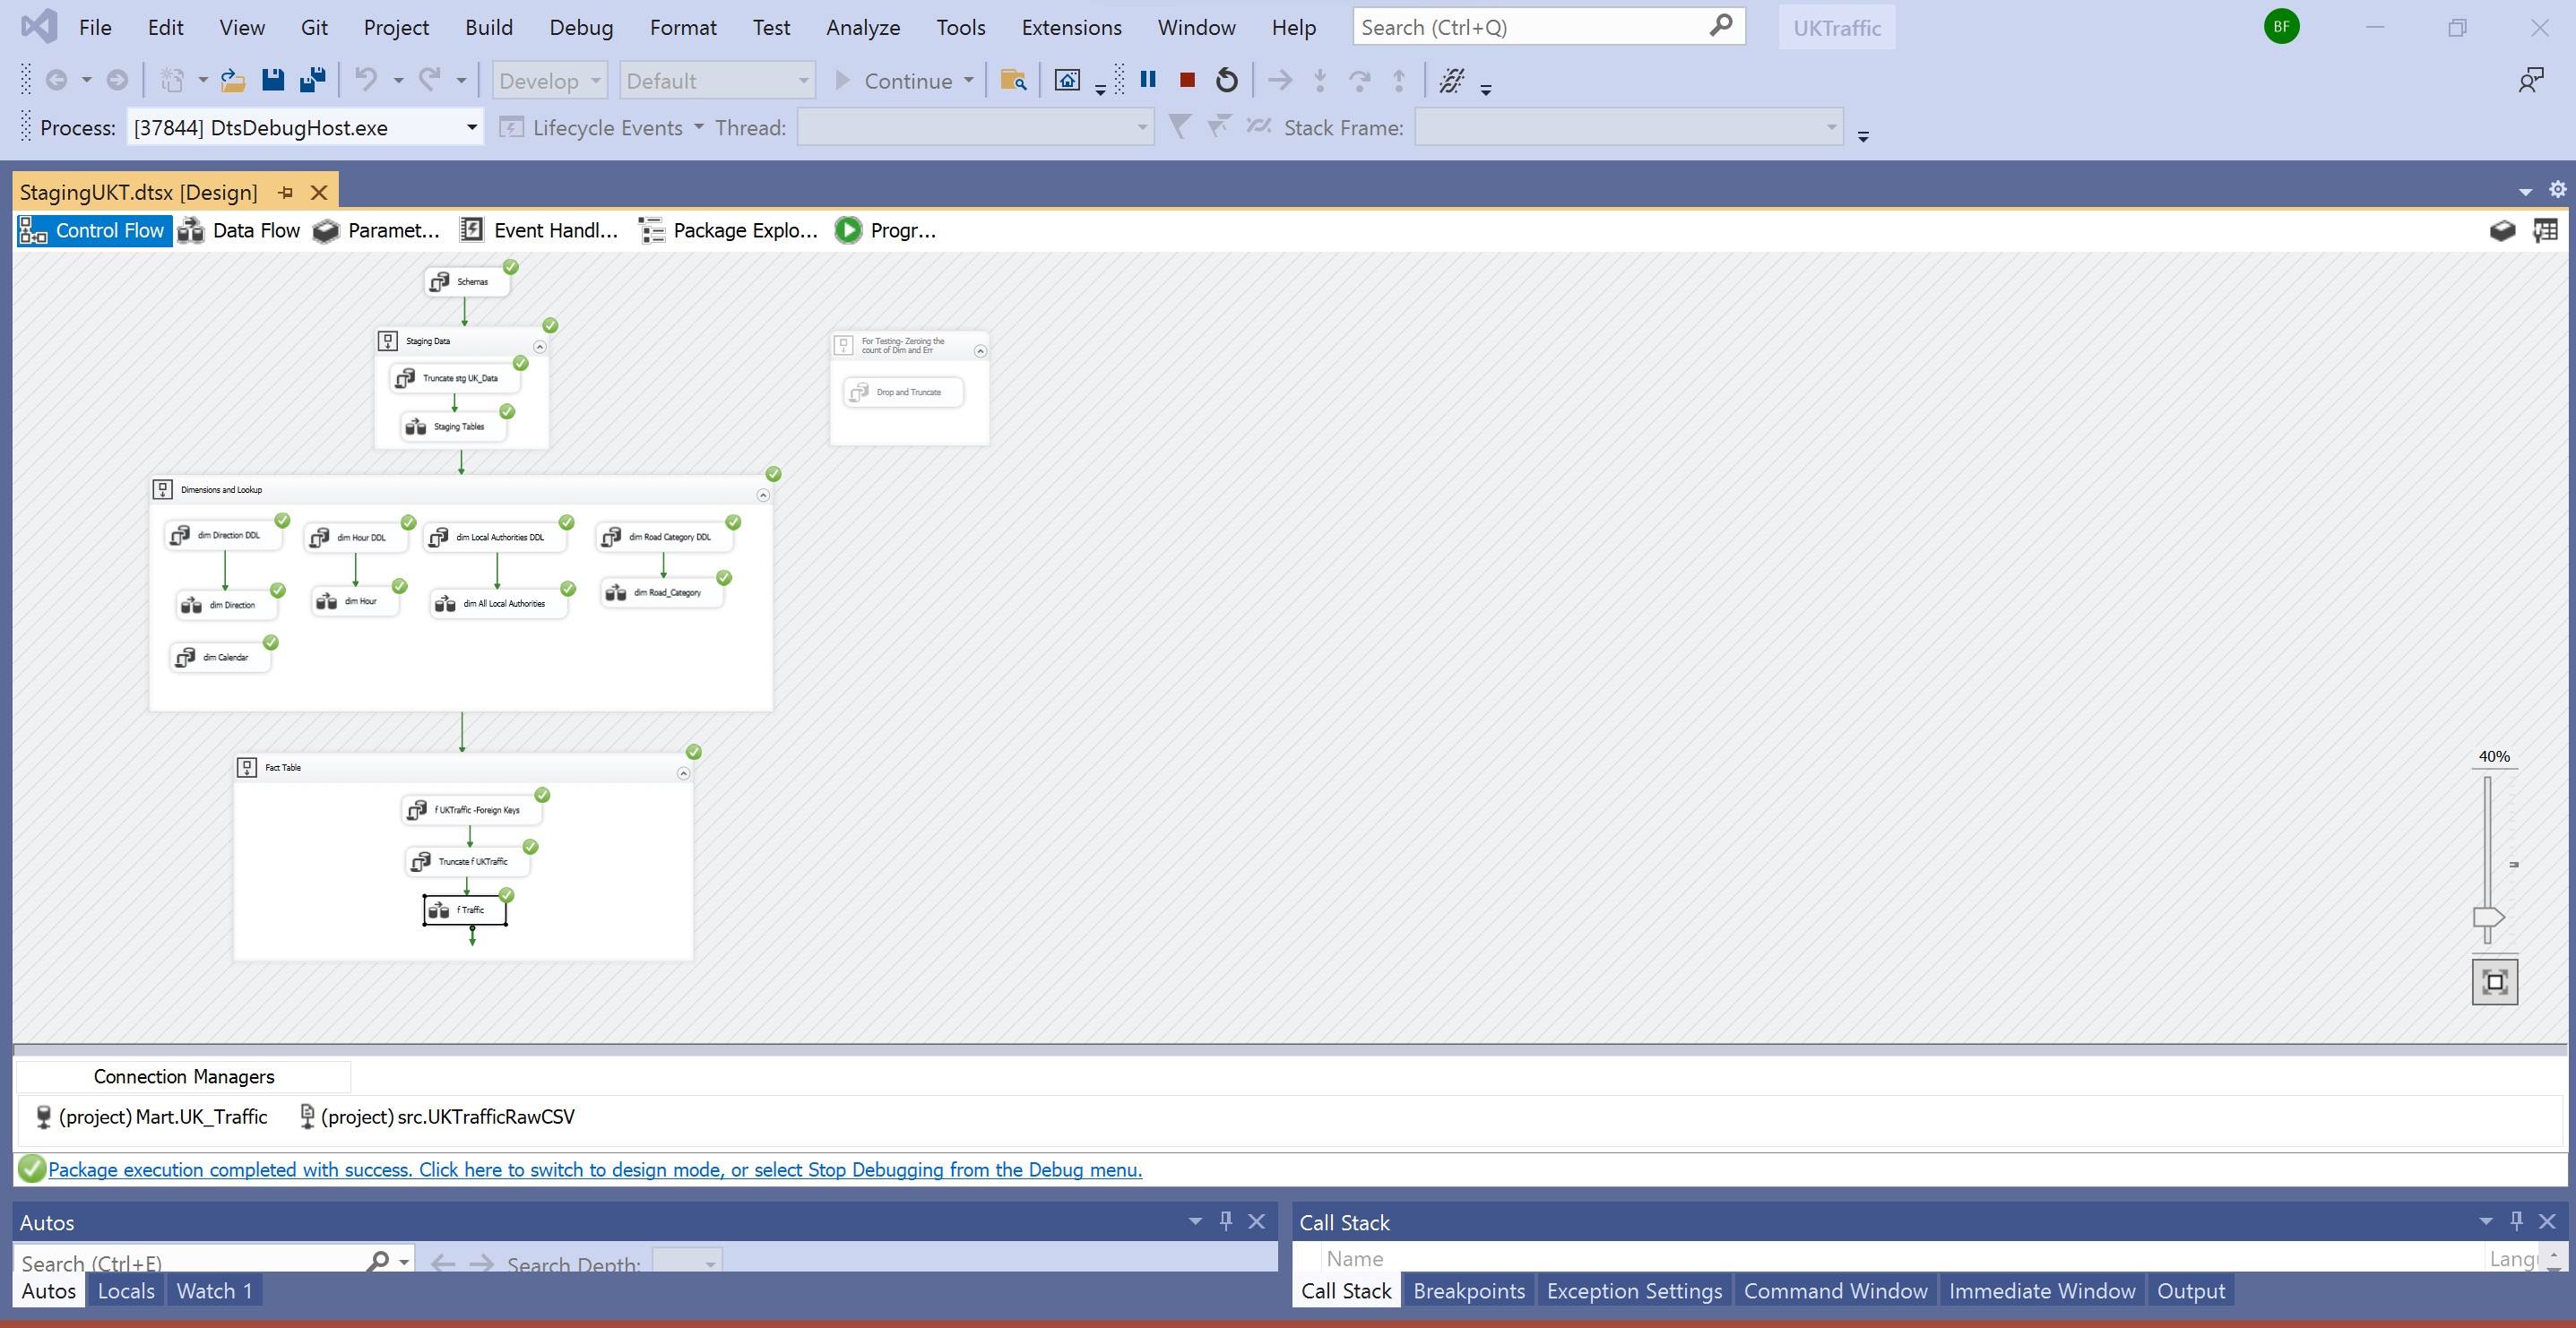 File Edit View Git Project Build Debug Format Test Analyze Tools Extensions Window Help Search (Ctrl+Q) UKTraffic BF
Develop Default Continue
Process: [37844] DtsDebugHost.exe Lifecycle Events Thread: Stack Frame:
StagingUKT.dtsx [Design]
Control Flow Data Flow Paramet... Event Handl... Package Explo... Progr...
Schemas
Staging Data
Truncate stg UK_Data
Staging Tables
For Testing- Zeroing the
count of Dim and Err
Drop and Truncate
Dimensions and Lookup
dim Direction DDL dim Hour DDL dim Local Authorities DDL dim Road Category DDL
dim Direction dim Hour dim All Local Authorities dim Road_Category
dim Calendar
Fact Table
f UKTraffic -Foreign Keys
Truncate f UKTraffic
f Traffic
40%
Connection Managers
(project) Mart.UK_Traffic (project) src.UKTrafficRawCSV
Package execution completed with success. Click here to switch to design mode, or select Stop Debugging from the Debug menu.
Autos
Search (Ctrl+E) Search Depth:
Autos Locals Watch 1
Call Stack
Name Langu
Call Stack Breakpoints Exception Settings Command Window Immediate Window Output